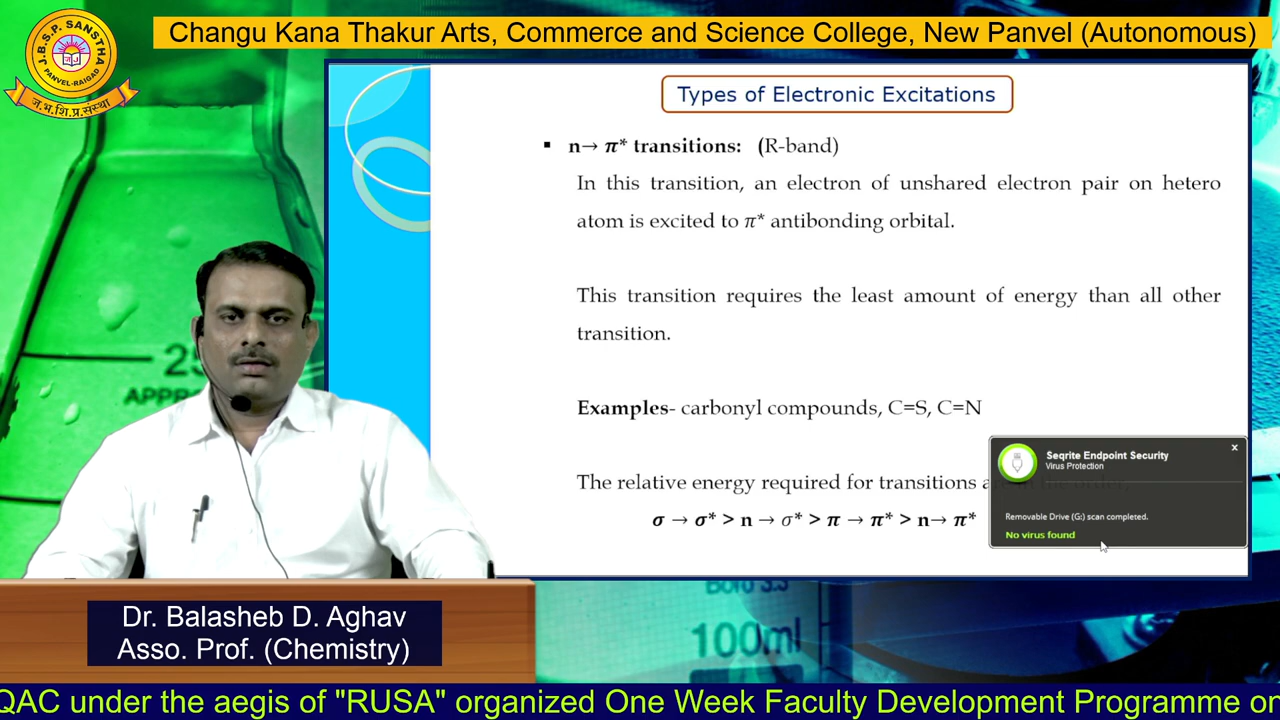 J.B.S.P. SANSTHA
PANVEL-RAIGAD
ज.भ.शि.प्र.संस्था
Changu Kana Thakur Arts, Commerce and Science College, New Panvel (Autonomous)
Types of Electronic Excitations
▪ n→ π* transitions: (R-band)
In this transition, an electron of unshared electron pair on hetero
atom is excited to π* antibonding orbital.
This transition requires the least amount of energy than all other
transition.
Examples- carbonyl compounds, C=S, C=N
The relative energy required for transitions
σ → σ* > n → σ* > π → π* > n→ π*
Seqrite Endpoint Security
Virus Protection
x
Removable Drive (G:) scan completed.
No virus found
25
100ml
Dr. Balasheb D. Aghav
Asso. Prof. (Chemistry)
QAC under the aegis of "RUSA" organized One Week Faculty Development Programme on